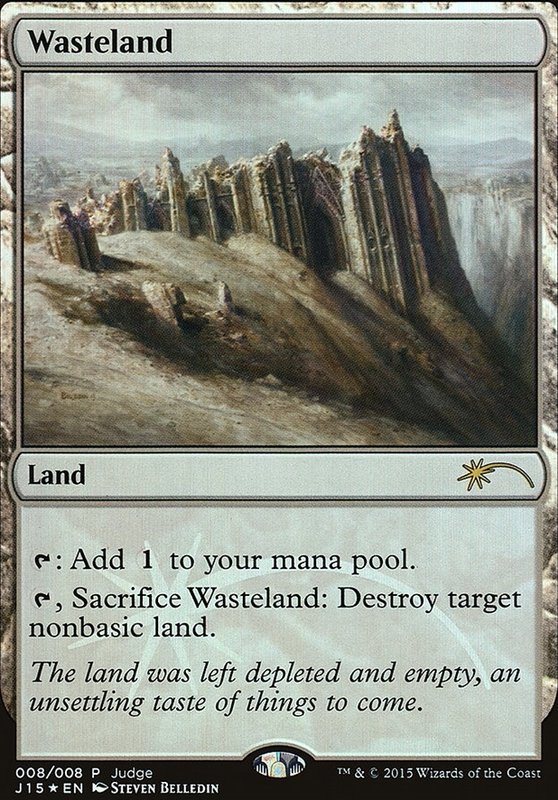 Wasteland
Land
: Add 1 to your mana pool.
, Sacrifice Wasteland: Destroy target
nonbasic land.
The land was left depleted and empty, an
unsettling taste of things to come.
008/008 P Judge
J15★EN Steven Belledin
™ & © 2015 Wizards of the Coast